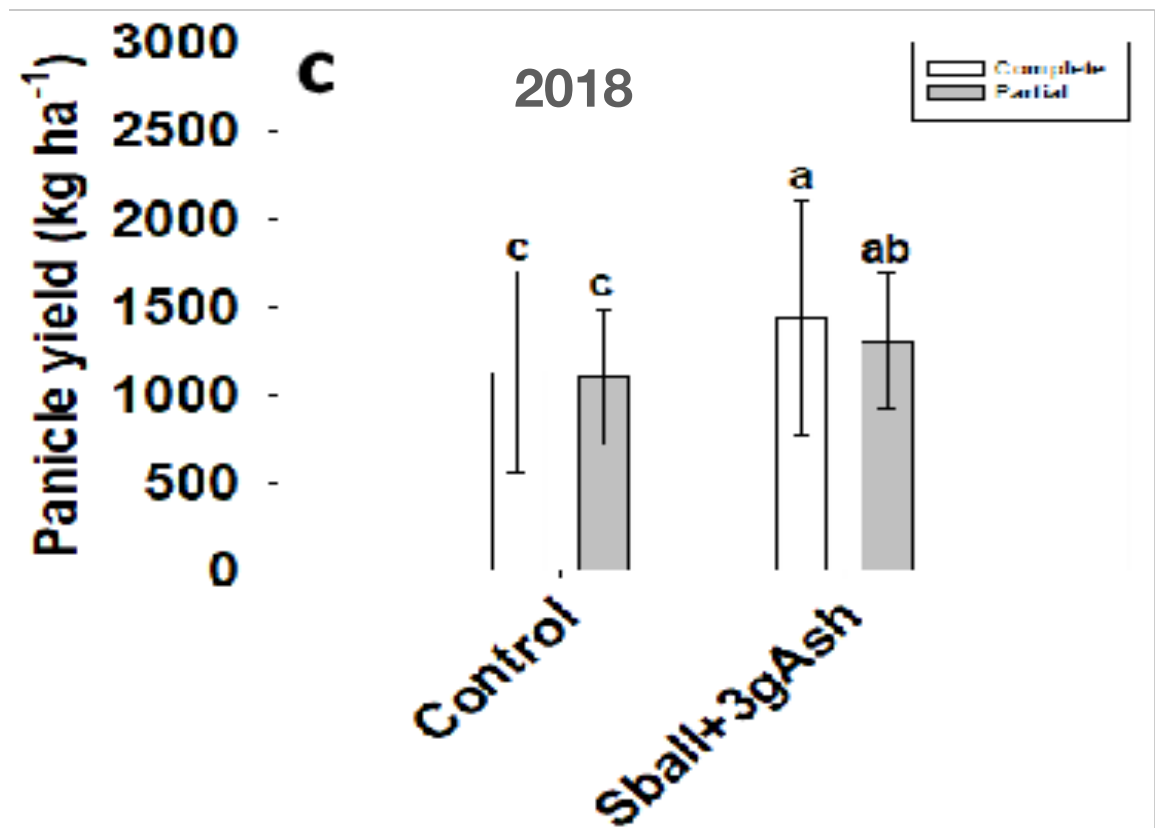 3000
c
2018
Complete
Partial
Panicle yield (kg ha⁻¹)
2500
2000
1500
1000
500
0
c
c
a
ab
Control
Sball+3gAsh